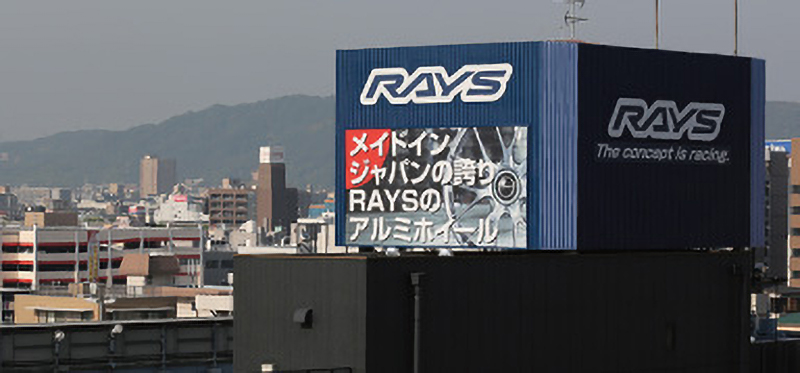 RAYS
メイドイン
ジャパンの誇り
RAYSの
アルミホイール
RAYS
The concept is racing.